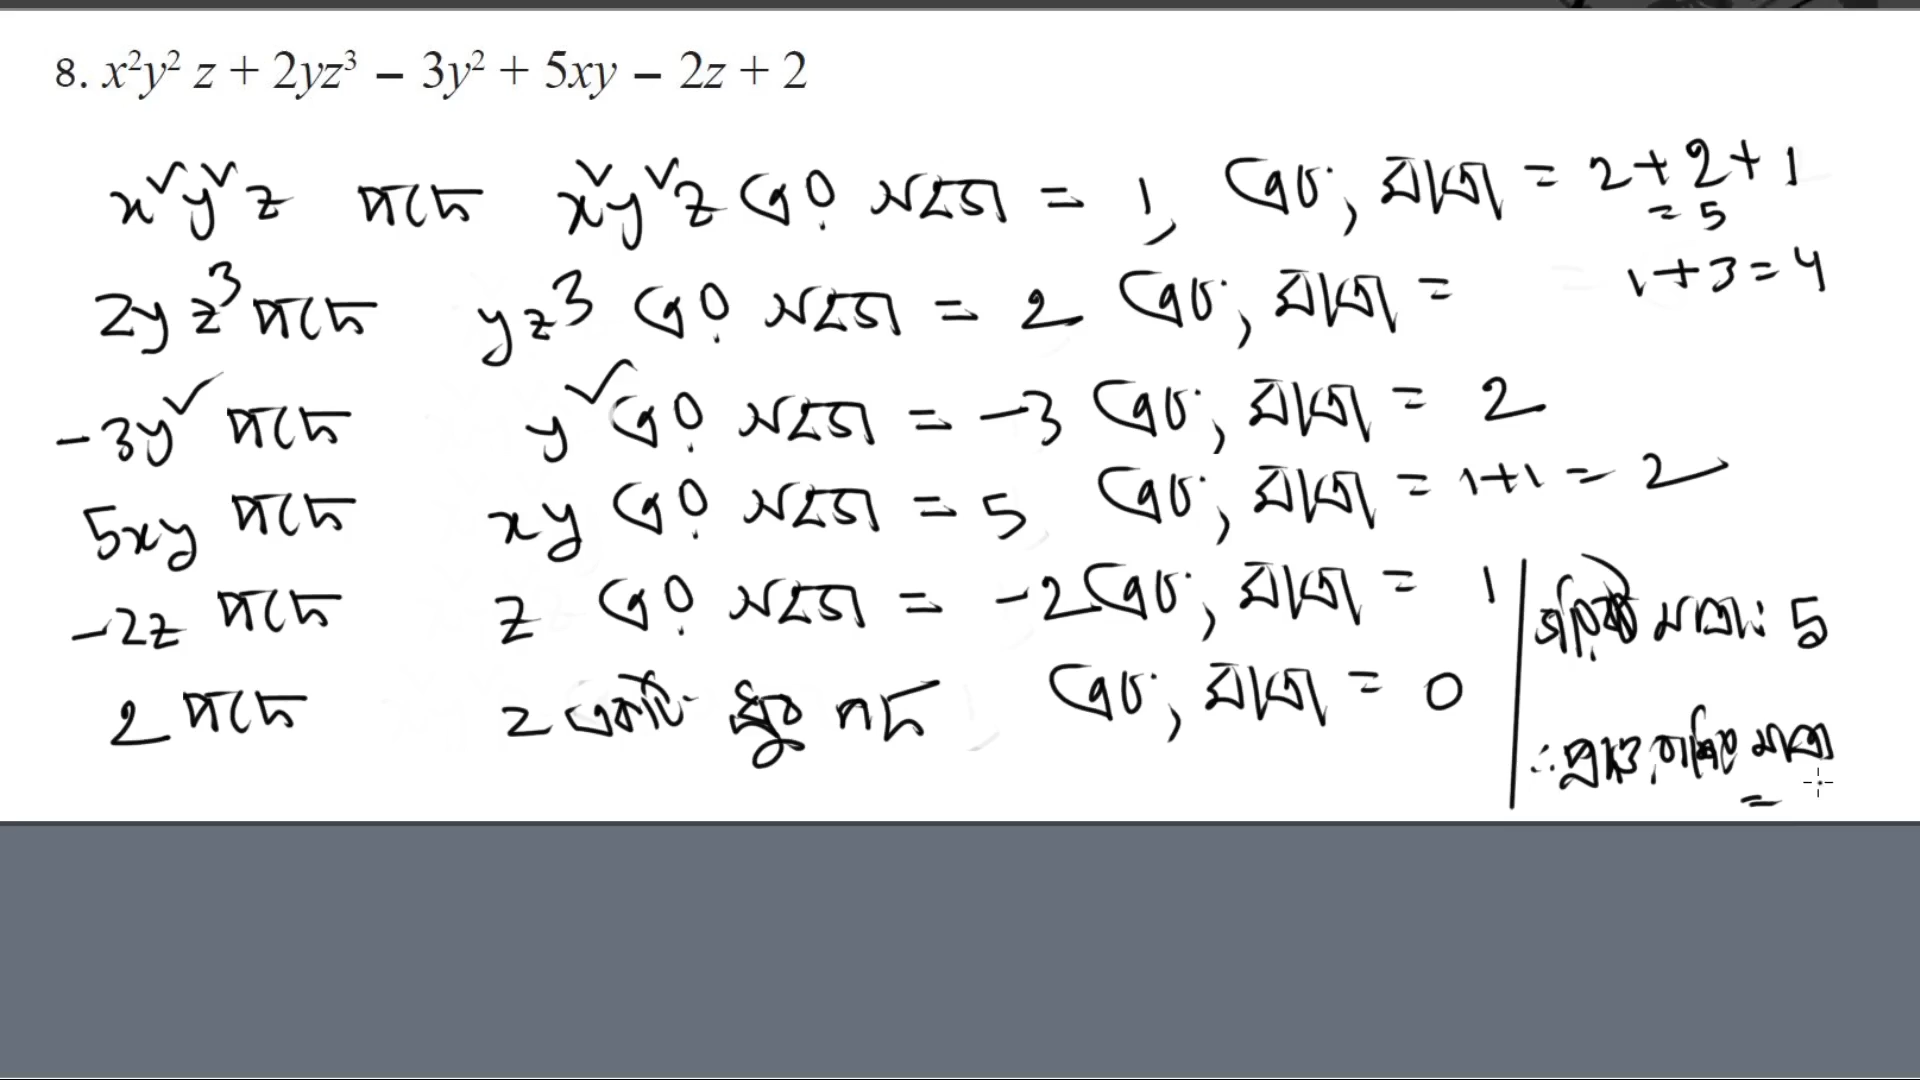 8. x²y² z + 2yz³ – 3y² + 5xy – 2z + 2
x²y²z পদে x²y²z এর সহগ = 1, এবং, মাত্রা = 2 + 2 + 1
= 5
2yz³ পদে yz³ এর সহগ = 2 এবং, মাত্রা = 1+3=4
-3y² পদে y² এর সহগ = -3 এবং, মাত্রা = 2
5xy পদে xy এর সহগ = 5 এবং, মাত্রা = 1+1 = 2
-2z পদে z এর সহগ = -2 এবং, মাত্রা = 1
মাত্রা: 5
2 পদে 2 একটি ধ্রুব পদ এবং, মাত্রা = 0
∴ মাত্রা
=